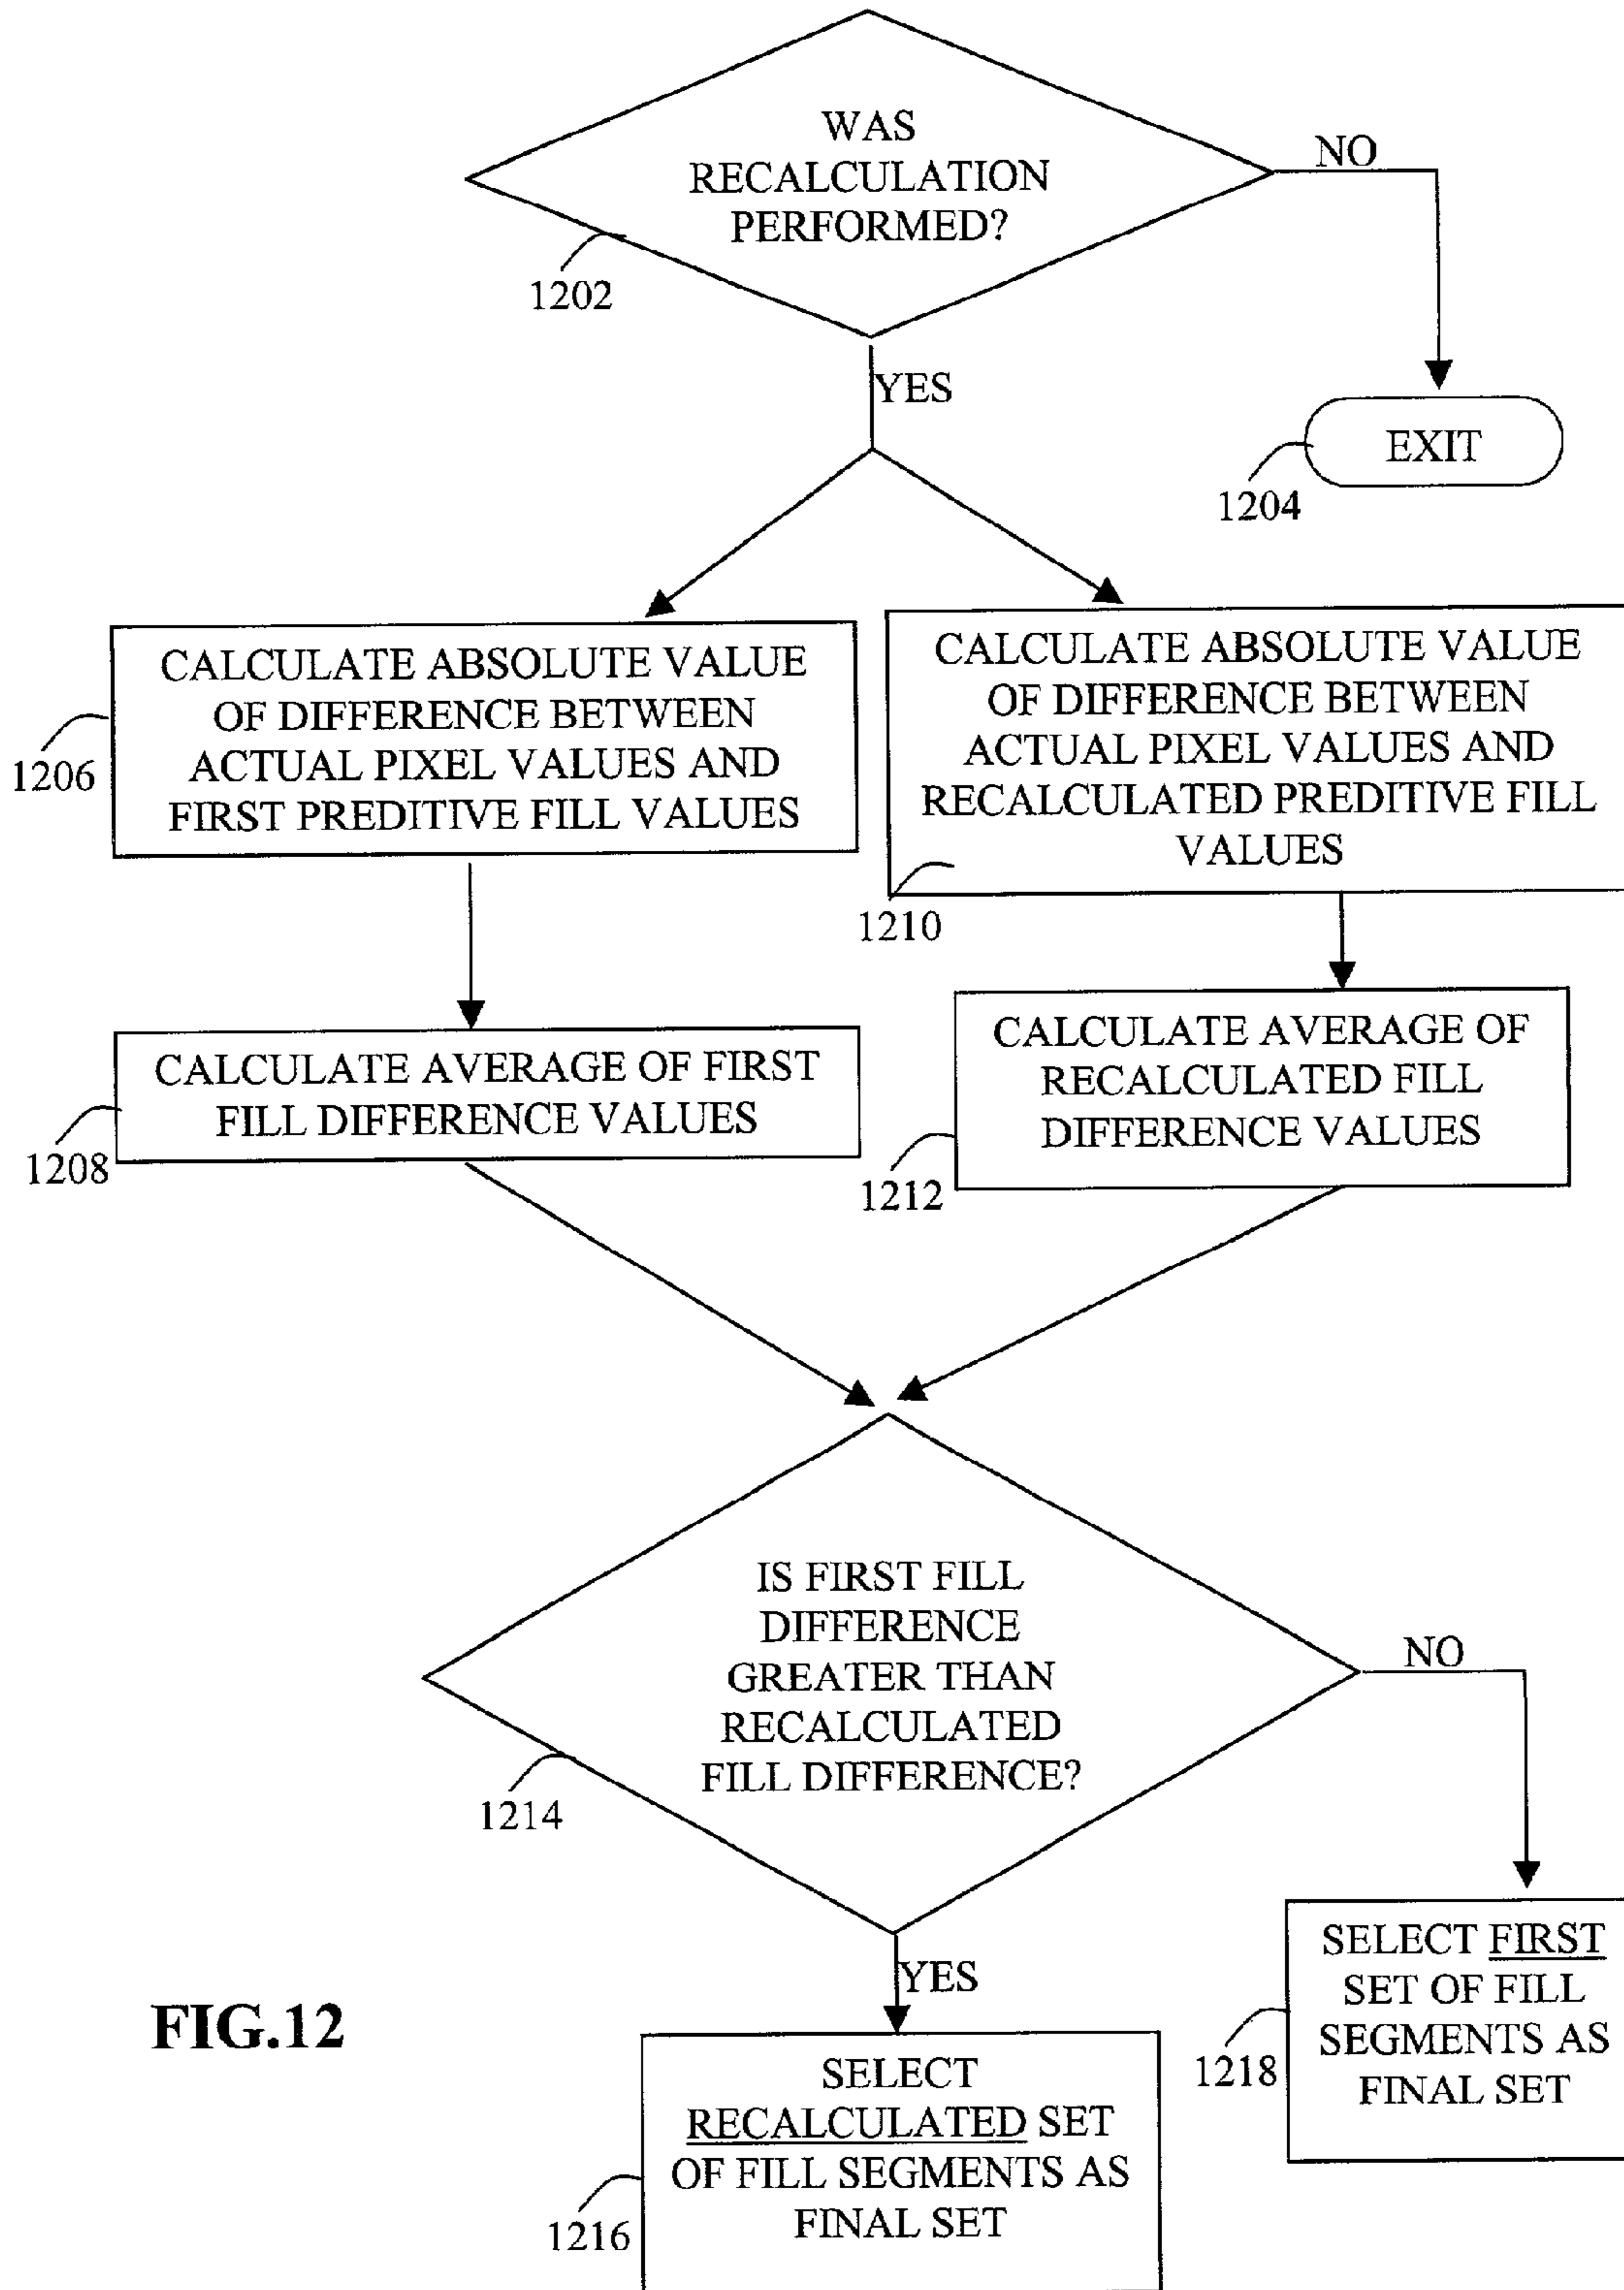 WAS
RECALCULATION
PERFORMED?
NO
1202
YES
EXIT
1204
CALCULATE ABSOLUTE VALUE
OF DIFFERENCE BETWEEN
ACTUAL PIXEL VALUES AND
FIRST PREDITIVE FILL VALUES
1206
CALCULATE ABSOLUTE VALUE
OF DIFFERENCE BETWEEN
ACTUAL PIXEL VALUES AND
RECALCULATED PREDITIVE FILL
VALUES
1210
CALCULATE AVERAGE OF FIRST
FILL DIFFERENCE VALUES
1208
CALCULATE AVERAGE OF
RECALCULATED FILL
DIFFERENCE VALUES
1212
IS FIRST FILL
DIFFERENCE
GREATER THAN
RECALCULATED
FILL DIFFERENCE?
NO
1214
YES
SELECT FIRST
SET OF FILL
SEGMENTS AS
FINAL SET
1218
FIG.12
SELECT
RECALCULATED SET
OF FILL SEGMENTS AS
FINAL SET
1216